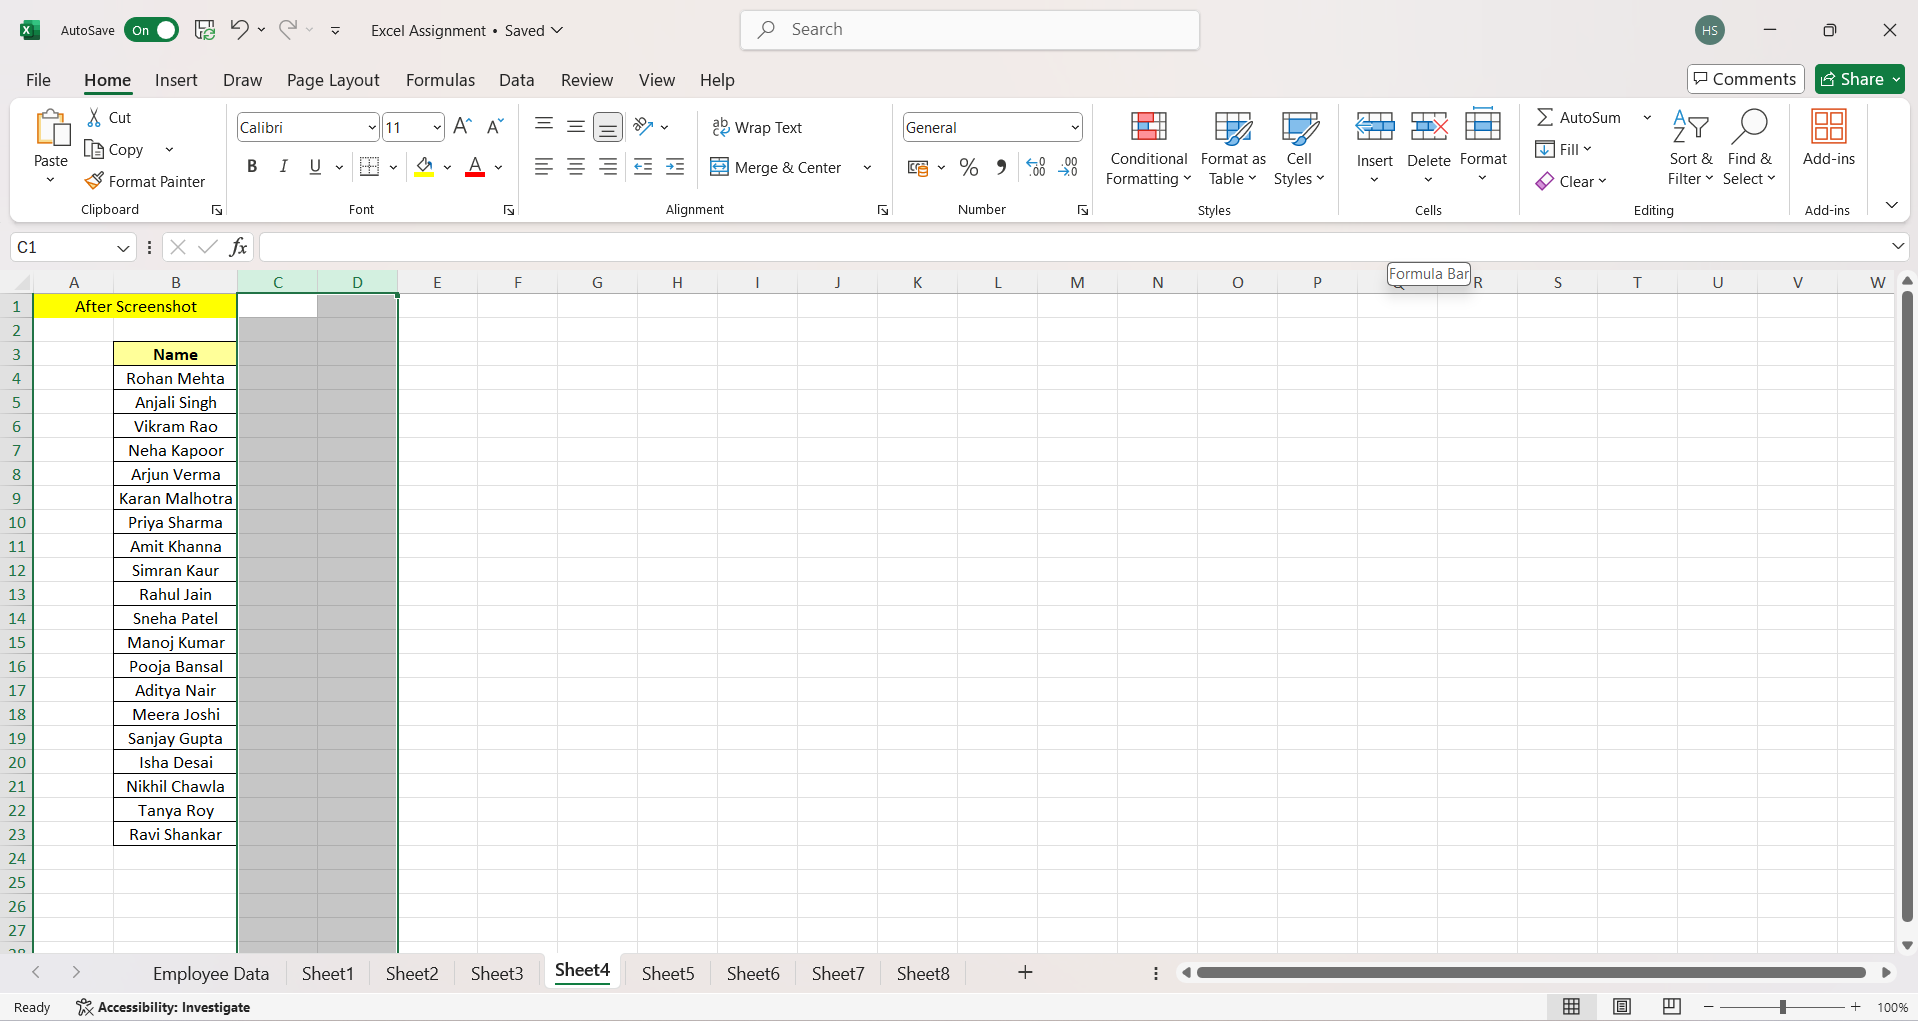 AutoSave On Excel Assignment • Saved Search HS
File Home Insert Draw Page Layout Formulas Data Review View Help Comments Share
Paste
Cut
Copy
Format Painter
Clipboard
Calibri 11
B I U A
Font
Wrap Text
Merge & Center
Alignment
General
Number
Conditional Formatting
Format as Table
Cell Styles
Styles
Insert
Delete
Format
Cells
AutoSum
Fill
Clear
Sort & Filter
Find & Select
Editing
Add-ins
Add-ins
C1 fx
Formula Bar
A B C D E F G H I J K L M N O P R S T U V W
1 After Screenshot
2
3 Name
4 Rohan Mehta
5 Anjali Singh
6 Vikram Rao
7 Neha Kapoor
8 Arjun Verma
9 Karan Malhotra
10 Priya Sharma
11 Amit Khanna
12 Simran Kaur
13 Rahul Jain
14 Sneha Patel
15 Manoj Kumar
16 Pooja Bansal
17 Aditya Nair
18 Meera Joshi
19 Sanjay Gupta
20 Isha Desai
21 Nikhil Chawla
22 Tanya Roy
23 Ravi Shankar
24
25
26
27
Employee Data Sheet1 Sheet2 Sheet3 Sheet4 Sheet5 Sheet6 Sheet7 Sheet8
Ready Accessibility: Investigate 100%